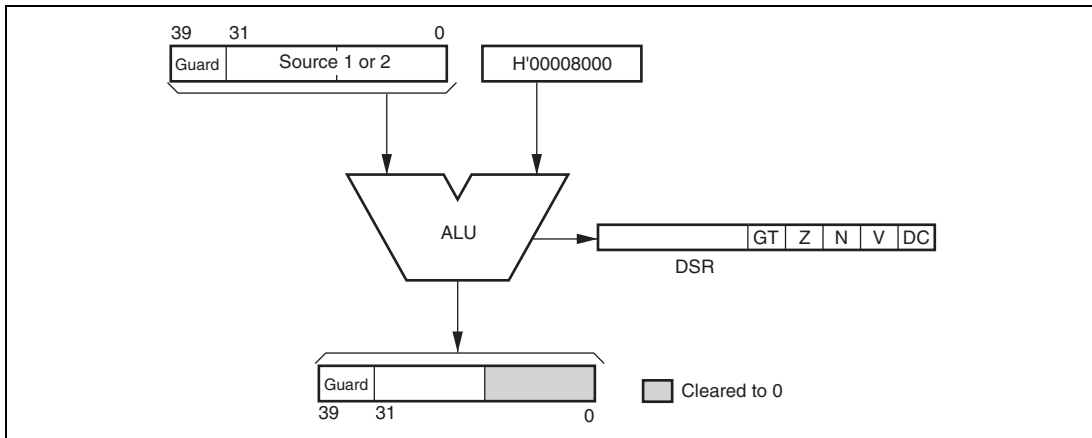 39 31 0
Guard Source 1 or 2 H'00008000
ALU
GT Z N V DC
DSR
Guard
Cleared to 0
39 31 0